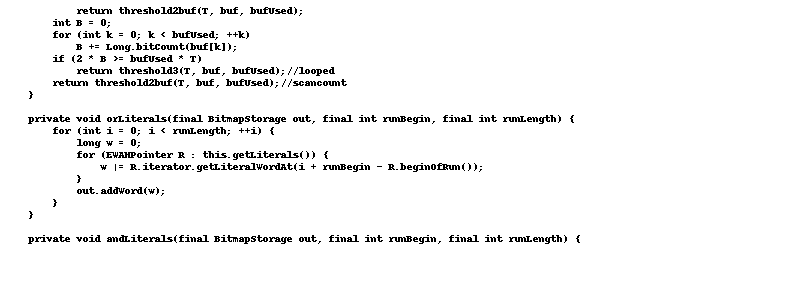 return threshold2buf(T, buf, bufUsed);
int B = 0;
for (int k = 0; k < bufUsed; ++k)
B += Long.bitCount(buf[k]);
if (2 * B >= bufUsed * T)
return threshold3(T, buf, bufUsed);//looped
return threshold2buf(T, buf, bufUsed);//scancount
}
private void orLiterals(final BitmapStorage out, final int runBegin, final int runLength) {
for (int i = 0; i < runLength; ++i) {
long w = 0;
for (EWAHPointer R : this.getLiterals()) {
w |= R.iterator.getLiteralWordAt(i + runBegin - R.beginOfRun());
}
out.addWord(w);
}
}
private void andLiterals(final BitmapStorage out, final int runBegin, final int runLength) {